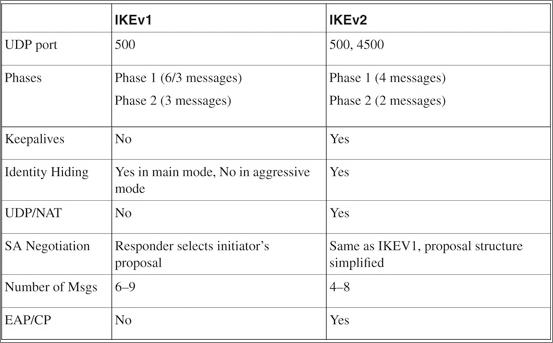 IKEv1 IKEv2
UDP port 500 500, 4500
Phases Phase 1 (6/3 messages) Phase 1 (4 messages)
Phase 2 (3 messages) Phase 2 (2 messages)
Keepalives No Yes
Identity Hiding Yes in main mode, No in aggressive Yes
mode
UDP/NAT No Yes
SA Negotiation Responder selects initiator's Same as IKEV1, proposal structure
proposal simplified
Number of Msgs 6–9 4–8
EAP/CP No Yes